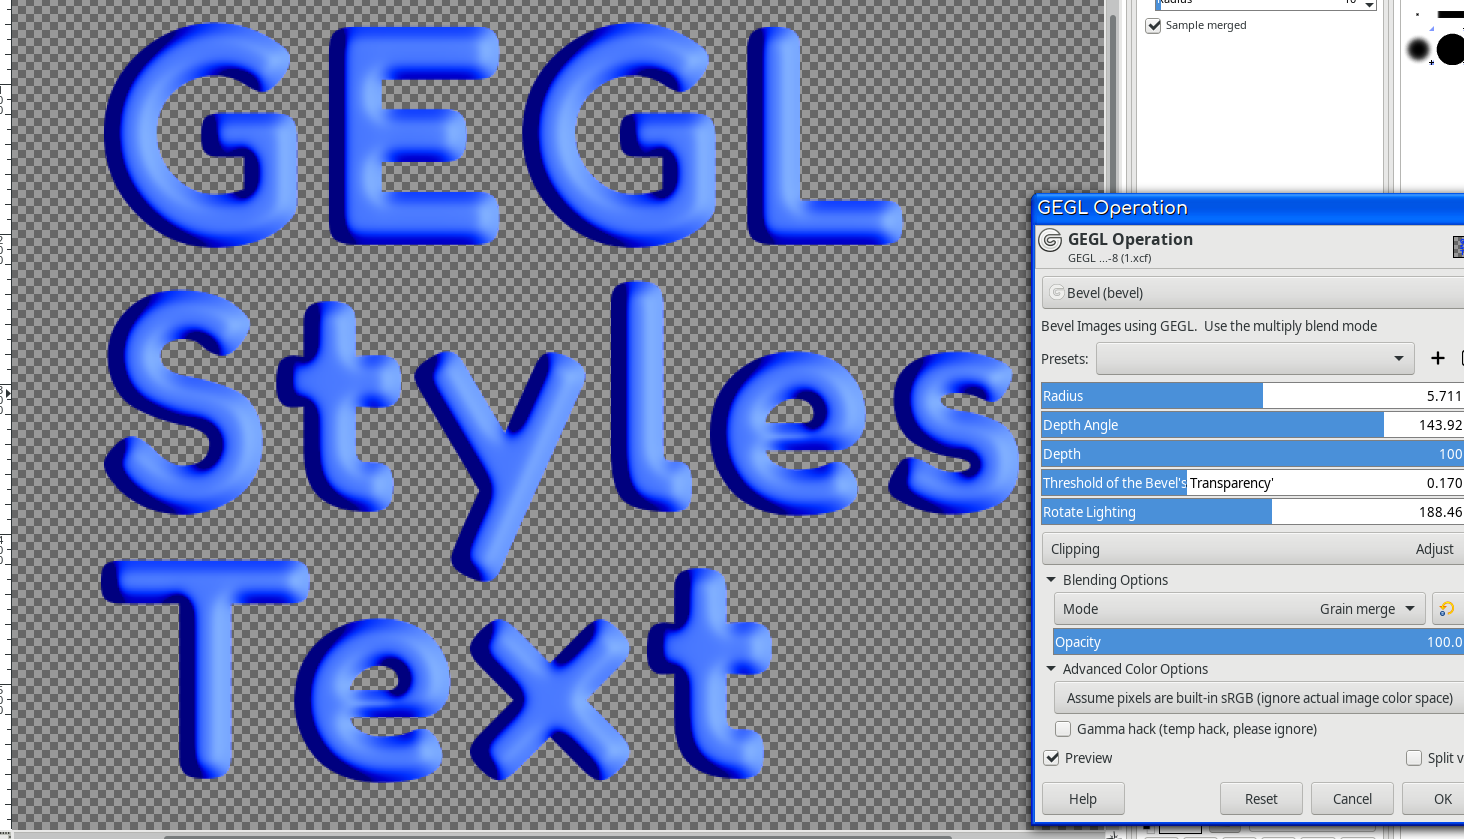 GEGL
Styles
Text
Radius 10
Sample merged
GEGL Operation
GEGL Operation
GEGL ...-8 (1.xcf)
Bevel (bevel)
Bevel Images using GEGL.  Use the multiply blend mode
Presets:
Radius 5.711
Depth Angle 143.92
Depth 100
Threshold of the Bevel's Transparency' 0.170
Rotate Lighting 188.46
Clipping Adjust
Blending Options
Mode Grain merge
Opacity 100.0
Advanced Color Options
Assume pixels are built-in sRGB (ignore actual image color space)
Gamma hack (temp hack, please ignore)
Preview Split v
Help Reset Cancel OK